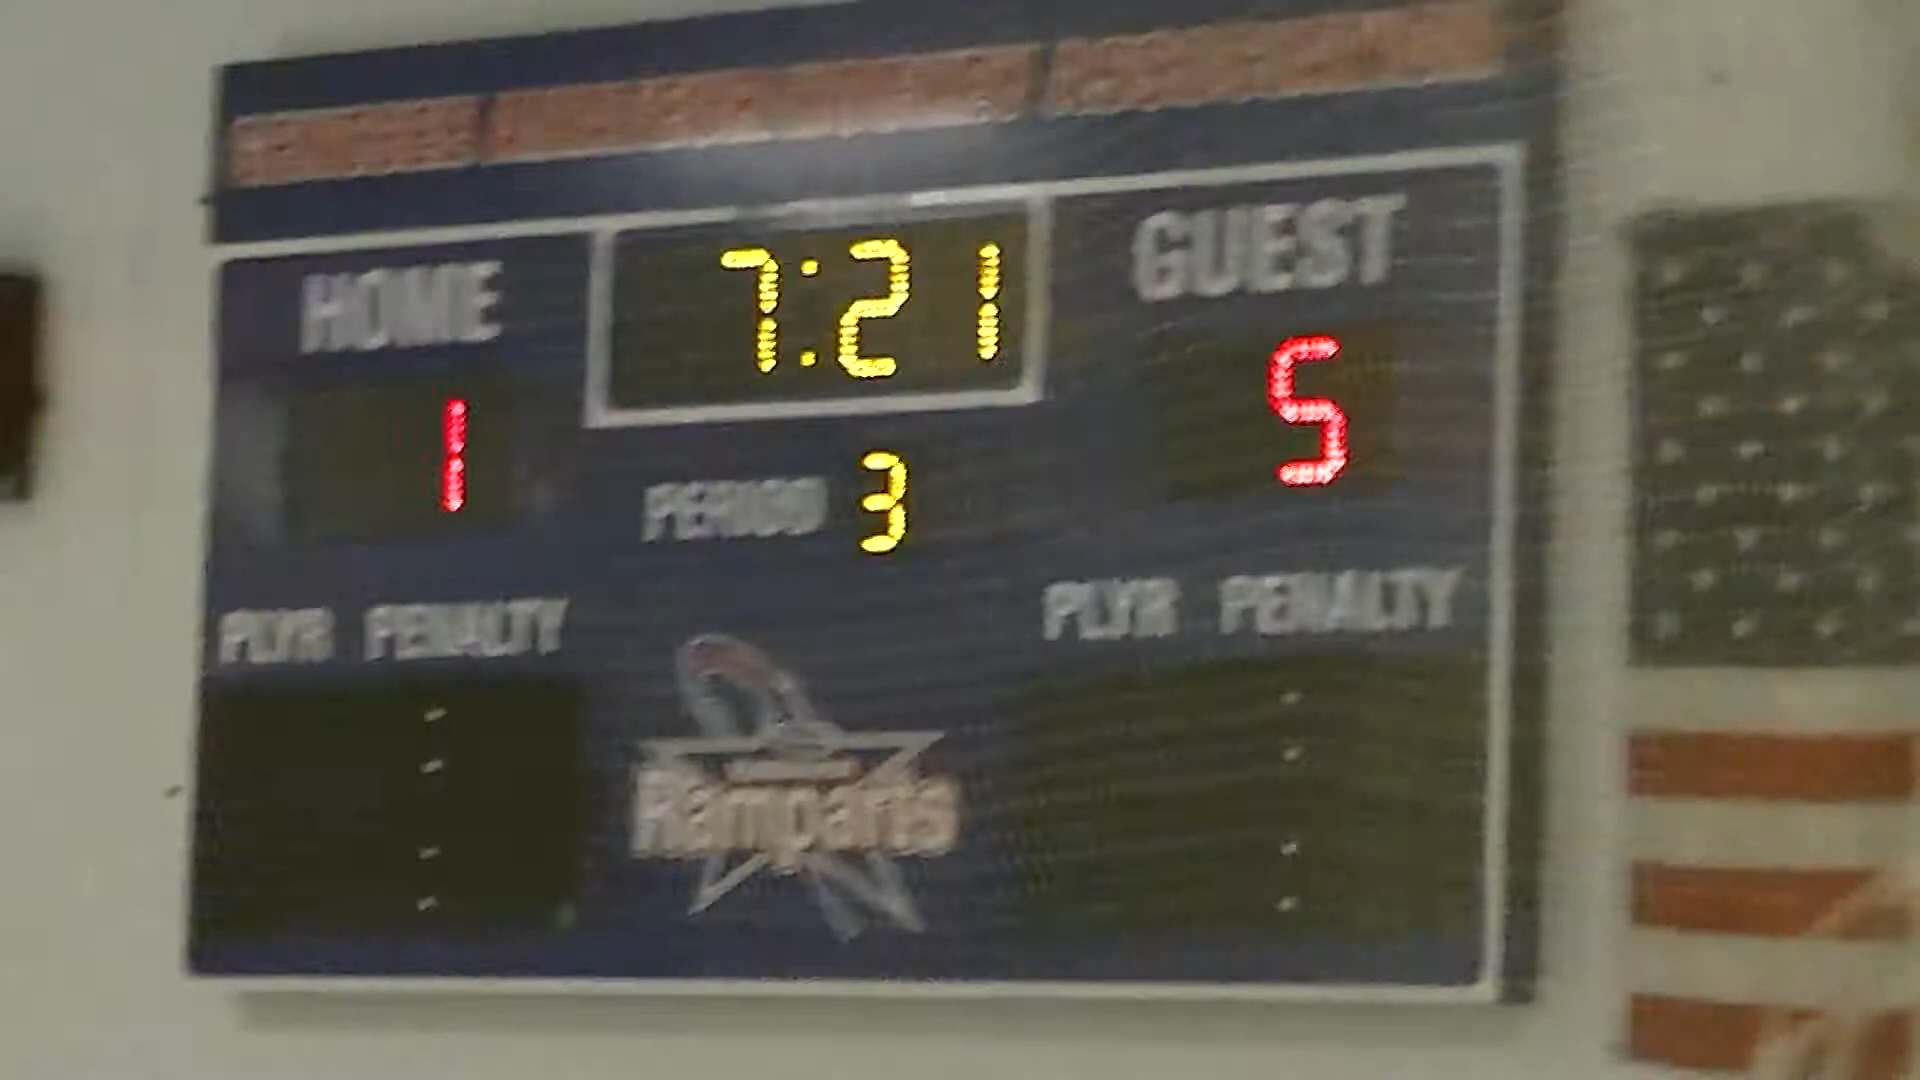 HOME 7:21 GUEST
1 5
PERIOD 3
PLYR PENALTY PLYR PENALTY
Ramparts